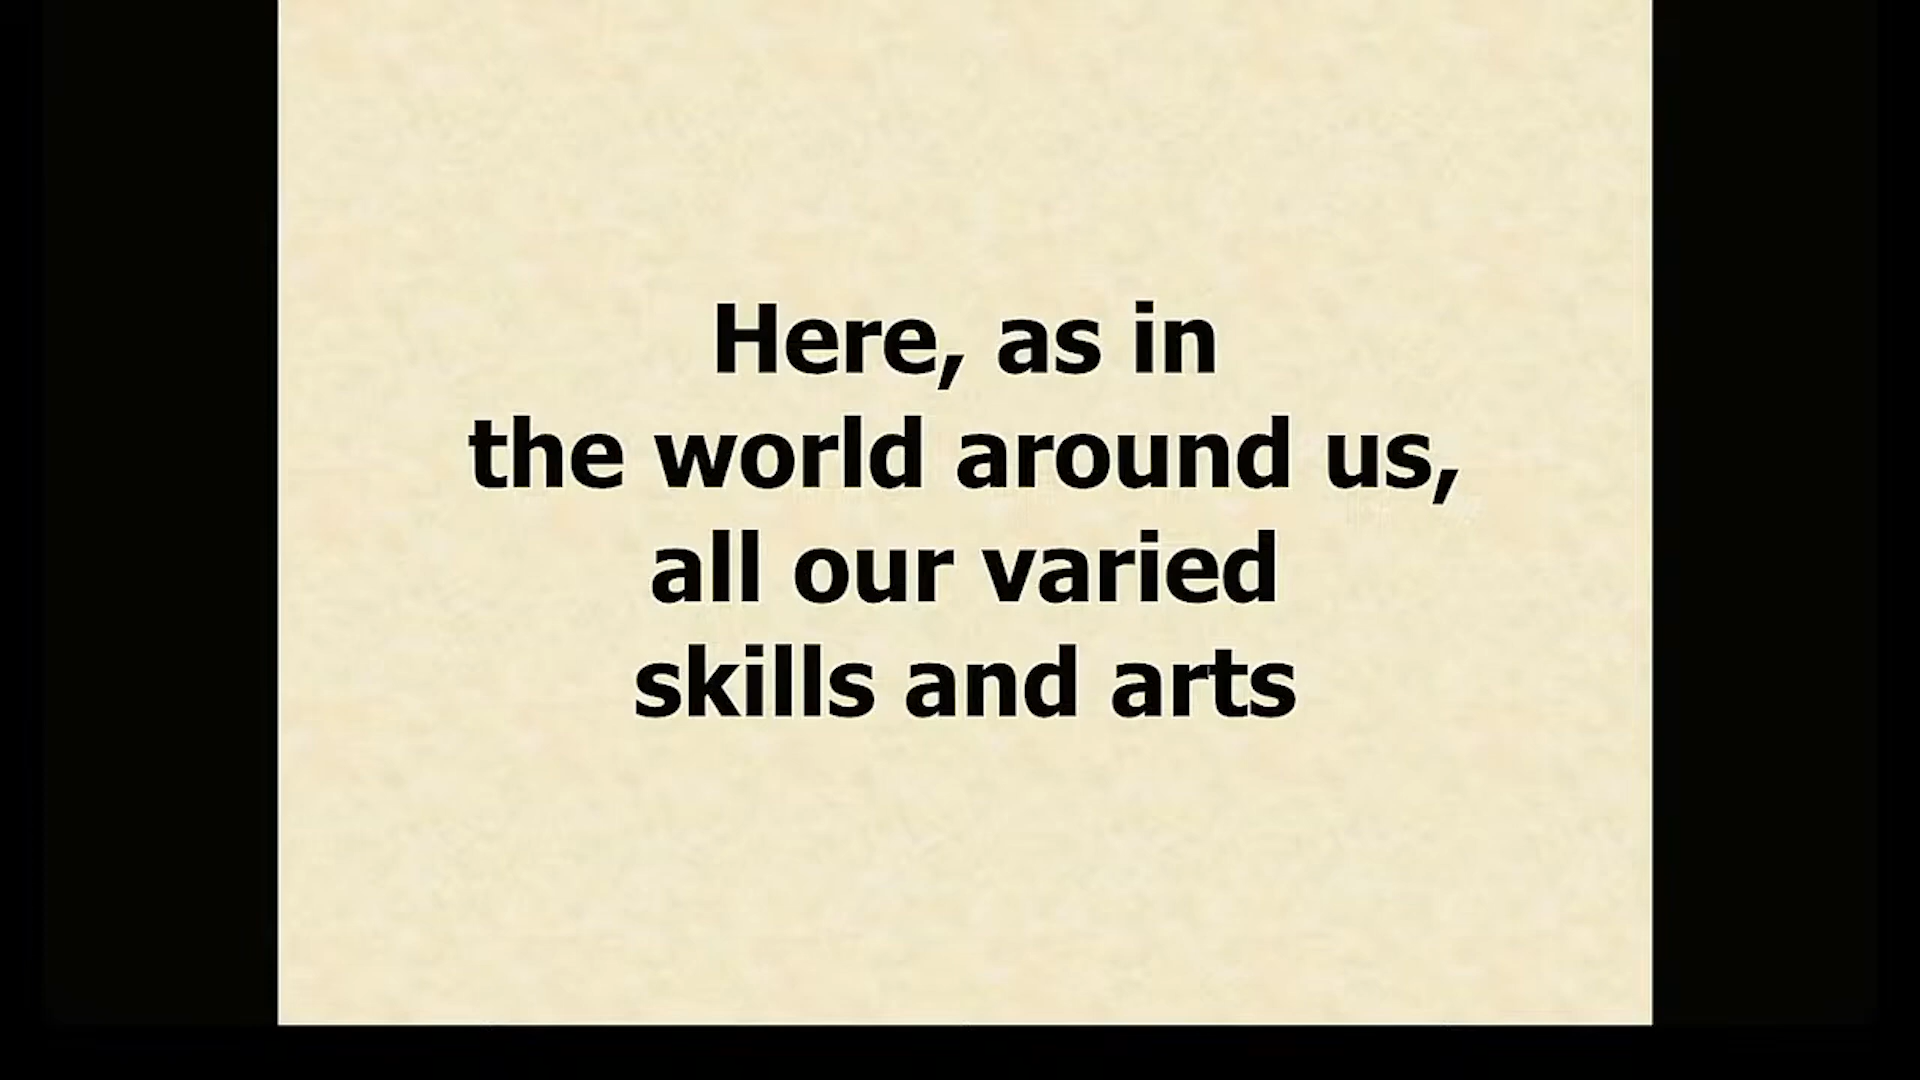 Here, as in
the world around us,
all our varied
skills and arts